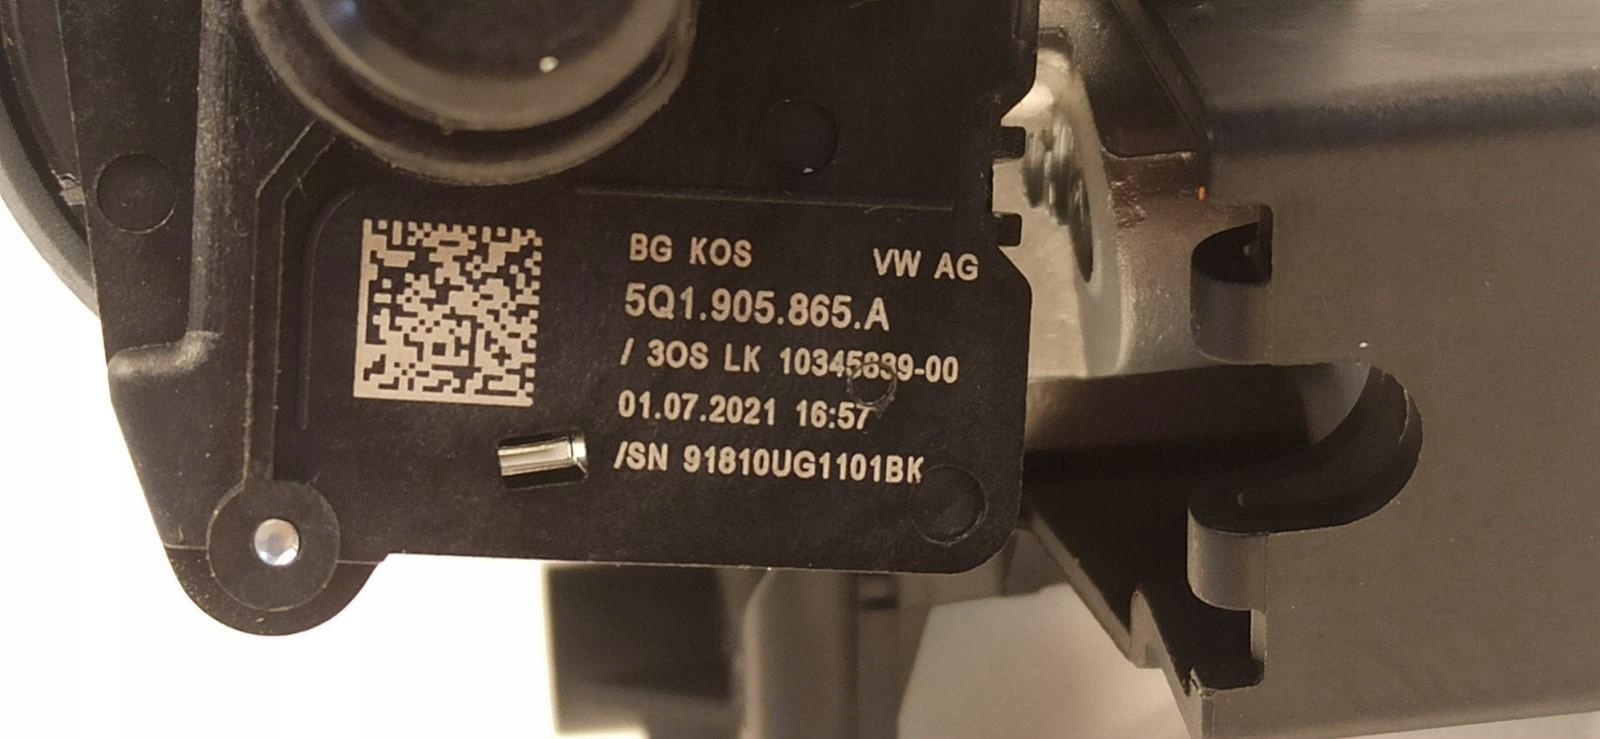 BG KOS VW AG
5Q1.905.865.A
/ 3OS LK 10345839-00
01.07.2021 16:57
/SN 91810UG1101BK